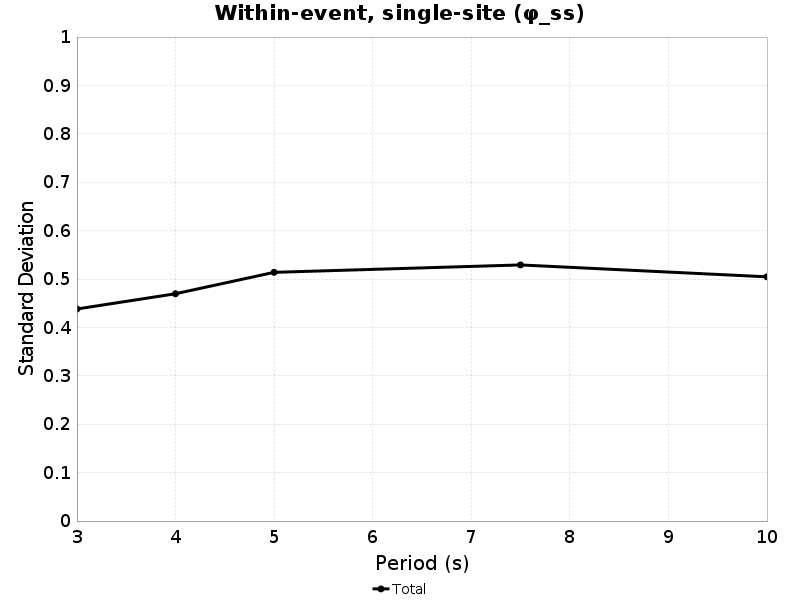 Within-event, single-site (φ_ss)
1
0.9
0.8
0.7
0.6
0.5
0.4
0.3
0.2
0.1
0
Standard Deviation
3 4 5 6 7 8 9 10
Period (s)
Total